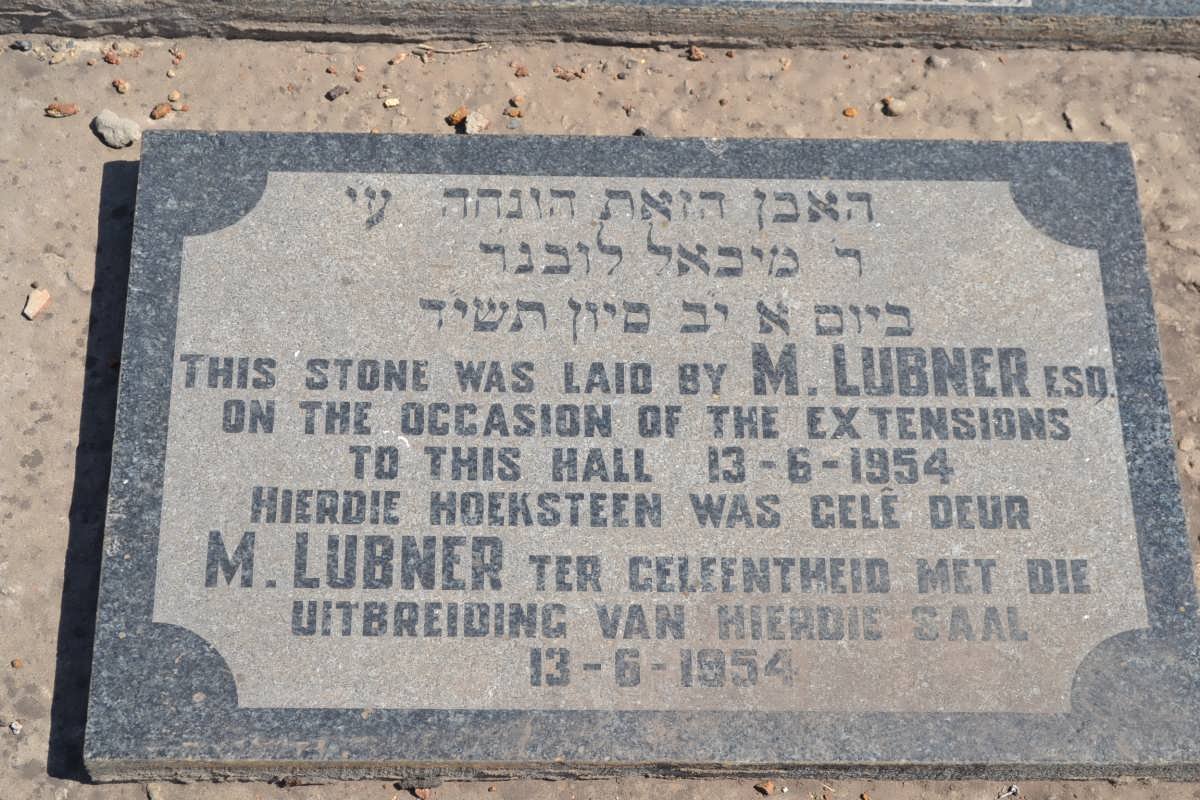 האבן הזאת הונחה ע״י
ר׳ מיכאל לובנר
ביום א׳ י״ב סיון תשי״ד
THIS STONE WAS LAID BY M. LUBNER ESQ.
ON THE OCCASION OF THE EXTENSIONS
TO THIS HALL 13-6-1954
HIERDIE HOEKSTEEN WAS GELÊ DEUR
M. LUBNER TER GELEENTHEID MET DIE
UITBREIDING VAN HIERDIE SAAL
13-6-1954